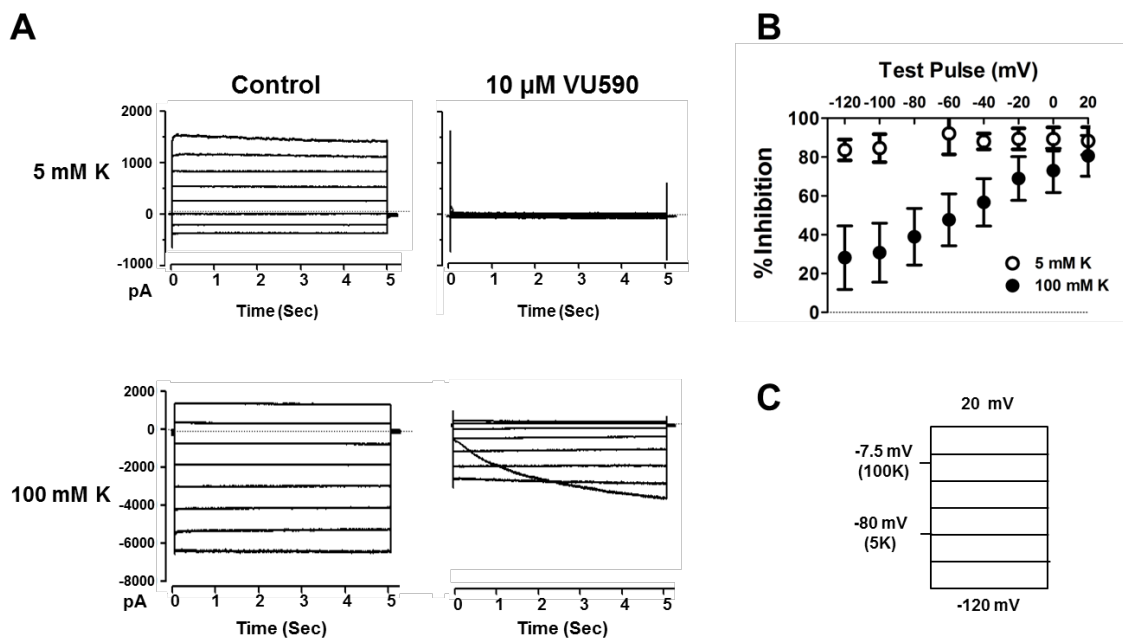 A
Control
10 µM VU590
5 mM K
2000
1000
0
-1000
pA
0 1 2 3 4 5
Time (Sec)
0 1 2 3 4 5
Time (Sec)
100 mM K
2000
0
-2000
-4000
-6000
-8000
pA
0 1 2 3 4 5
Time (Sec)
0 1 2 3 4 5
Time (Sec)
B
Test Pulse (mV)
-120 -100 -80 -60 -40 -20 0 20
% Inhibition
100
80
60
40
20
0
5 mM K
100 mM K
C
20 mV
-7.5 mV
(100K)
-80 mV
(5K)
-120 mV